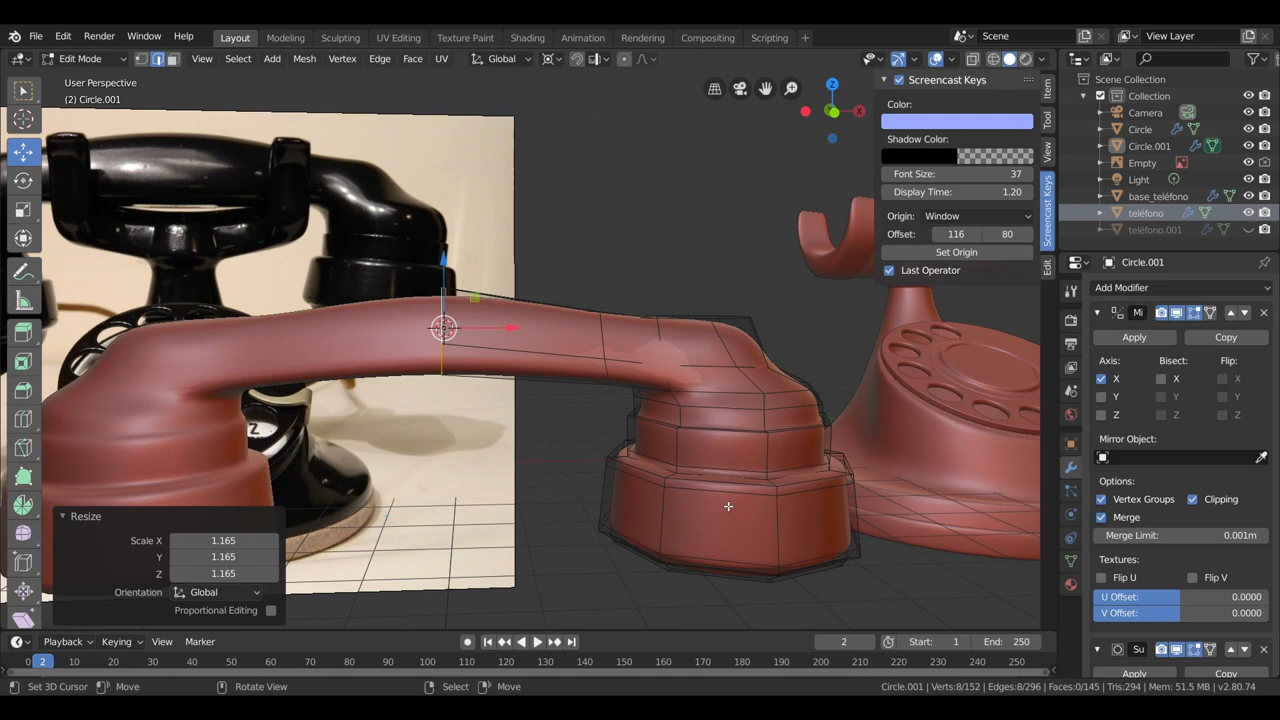 File Edit Render Window Help Layout Modeling Sculpting UV Editing Texture Paint Shading Animation Rendering Compositing Scripting + Scene View Layer
Edit Mode View Select Add Mesh Vertex Edge Face UV Global
User Perspective
(2) Circle.001
Screencast Keys
Color:
Shadow Color:
Font Size: 37
Display Time: 1.20
Origin: Window
Offset: 116 80
Set Origin
Last Operator
Item
Tool
View
Screencast Keys
Edit
Scene Collection
Collection
Camera
Circle
Circle.001
Empty
Light
base_teléfono
teléfono
teléfono.001
Circle.001
Add Modifier
Mi
Apply Copy
Axis: Bisect: Flip:
X X X
Y Y Y
Z Z Z
Mirror Object:
Options:
Vertex Groups Clipping
Merge
Merge Limit: 0.001m
Textures:
Flip U Flip V
U Offset: 0.0000
V Offset: 0.0000
Su
Apply Copy
Z
X
Z
Resize
Scale X 1.165
Y 1.165
Z 1.165
Orientation Global
Proportional Editing
Playback Keying View Marker 2 Start: 1 End: 250
0 2 10 20 30 40 50 60 70 80 90 100 110 120 130 140 150 160 170 180 190 200 210 220 230 240 250
Set 3D Cursor Move Rotate View Select Move Circle.001 | Verts:8/152 | Edges:8/296 | Faces:0/145 | Tris:294 | Mem: 51.5 MB | v2.80.74